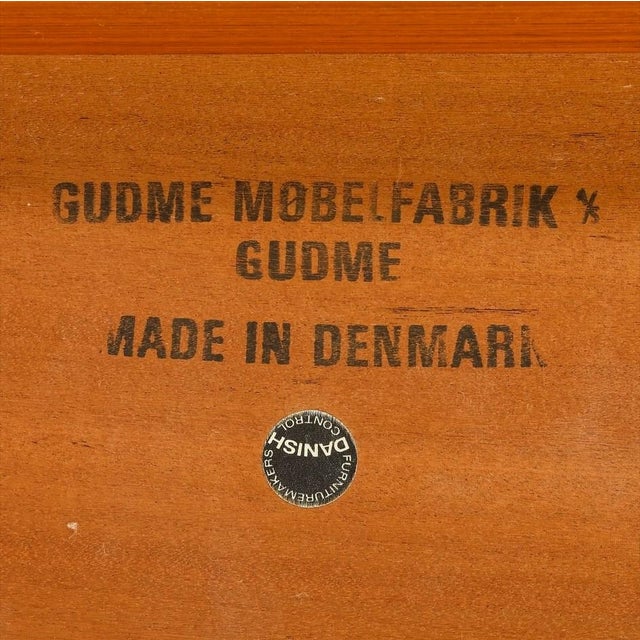 GUDME MØBELFABRIK *
GUDME
MADE IN DENMARK
DANISH
FURNITUREMAKERS
CONTROL